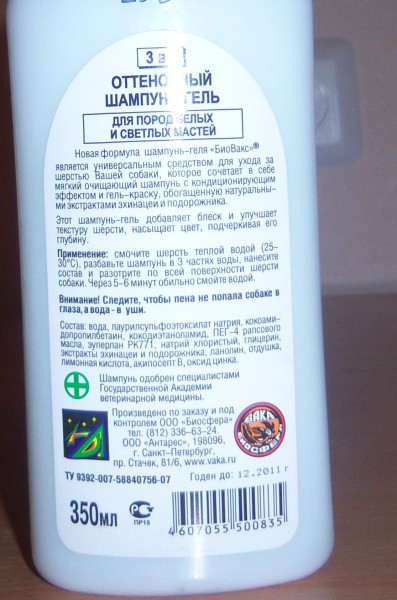 3 в 1
ОТТЕНОЧНЫЙ
ШАМПУНЬ-ГЕЛЬ
ДЛЯ ПОРОД БЕЛЫХ
И СВЕТЛЫХ МАСТЕЙ
Новая формула шампунь-геля «БиоВакс»®
является универсальным средством для ухода за
шерстью Вашей собаки, которое сочетает в себе
мягкий очищающий шампунь с кондиционирующим
эффектом и гель-краску, обогащенную натуральны-
ми экстрактами эхинацеи и подорожника.
Этот шампунь-гель добавляет блеск и улучшает
текстуру шерсти, насыщает цвет, подчеркивая его
глубину.
Применение: смочите шерсть теплой водой (25-
30°С), разбавьте шампунь в 3 частях воды, нанесите
состав и разотрите по всей поверхности шерсти
собаки. Через 5-6 минут обильно смойте водой.
Внимание! Следите, чтобы пена не попала собаке в
глаза, а вода - в уши.
Состав: вода, лаурилсульфоэтоксилат натрия, кокоами-
допропилбетаин, кокодиэтаноламид, ПЕГ-4 рапсового
масла, эуперлан РК771, натрий хлористый, глицерин,
экстракты эхинацеи и подорожника, ланолин, отдушка,
лимонная кислота, акипосепт В, оксид цинка.
Шампунь одобрен специалистами
Государственной Академии
ветеринарной медицины.
Произведено по заказу и под
контролем ООО «Биосфера»
тел. (812) 336-63-24.
ООО «Антарес», 198096,
г. Санкт-Петербург,
пр. Стачек, 81/6, www.vaka.ru
ВАКА
БИОСФЕРА
ТУ 9392-007-58840756-07
Годен до: 12.2011 г
350мл
РСТ
ПР18
4607055500835